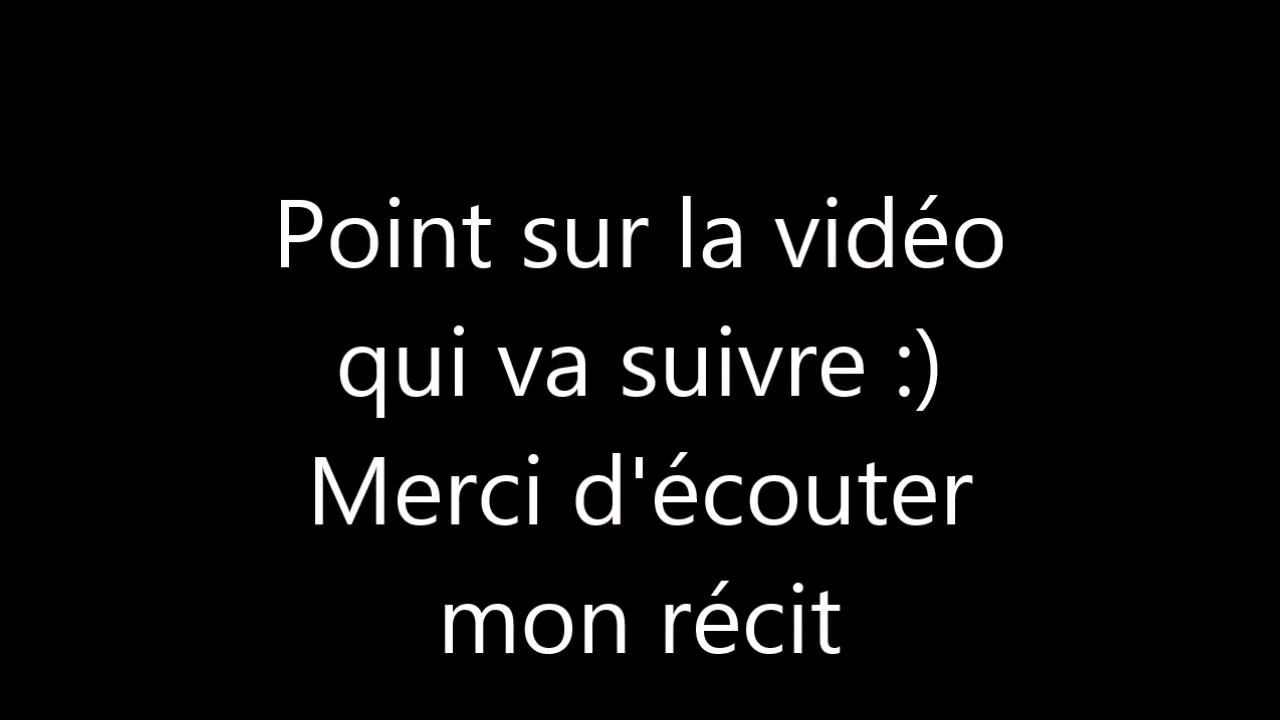 Point sur la vidéo
qui va suivre :)
Merci d'écouter
mon récit